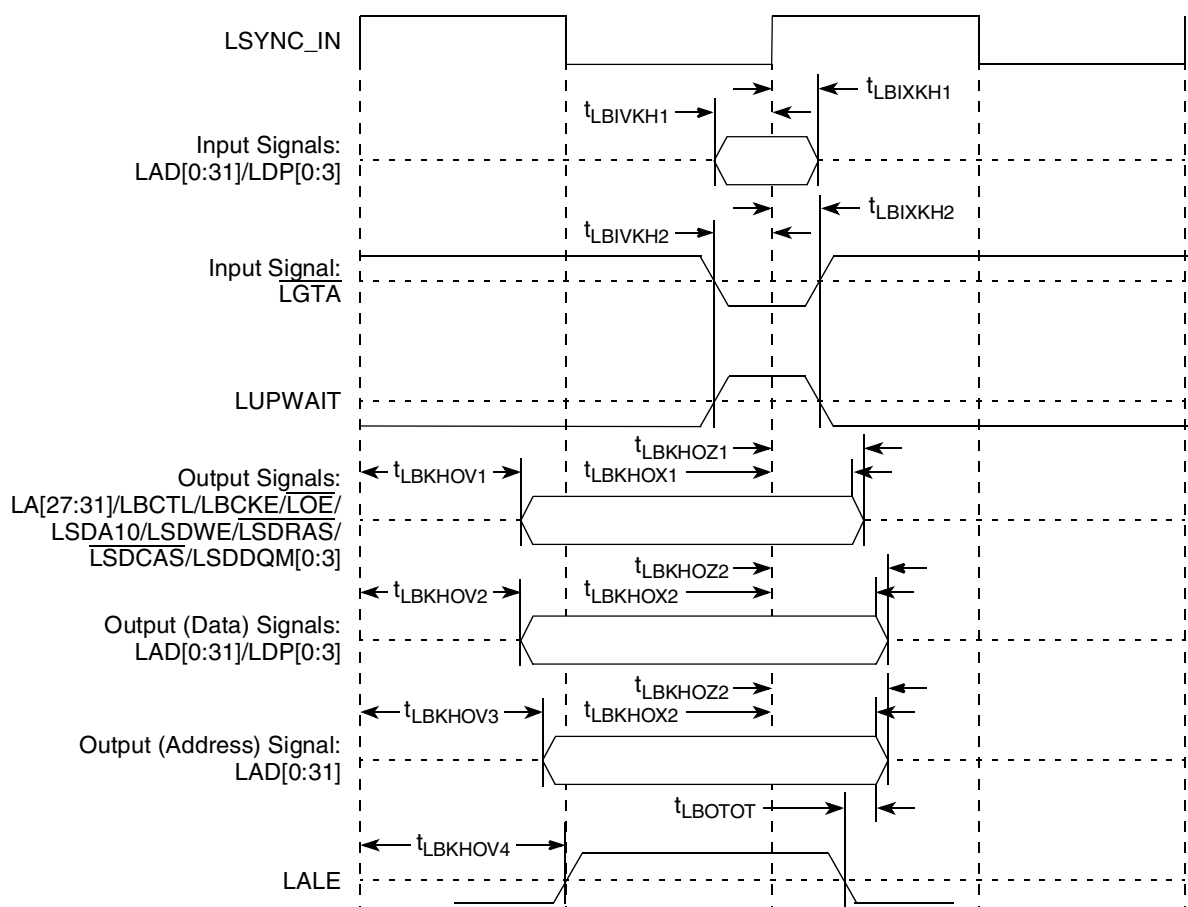 LSYNC_IN
tLBIXKH1
tLBIVKH1
Input Signals:
LAD[0:31]/LDP[0:3]
tLBIXKH2
tLBIVKH2
Input Signal:
LGTA
LUPWAIT
tLBKHOZ1
tLBKHOV1
tLBKHOX1
Output Signals:
LA[27:31]/LBCTL/LBCKE/LOE/
LSDA10/LSDWE/LSDRAS/
LSDCAS/LSDDQM[0:3]
tLBKHOZ2
tLBKHOV2
tLBKHOX2
Output (Data) Signals:
LAD[0:31]/LDP[0:3]
tLBKHOZ2
tLBKHOV3
tLBKHOX2
Output (Address) Signal:
LAD[0:31]
tLBOTOT
tLBKHOV4
LALE